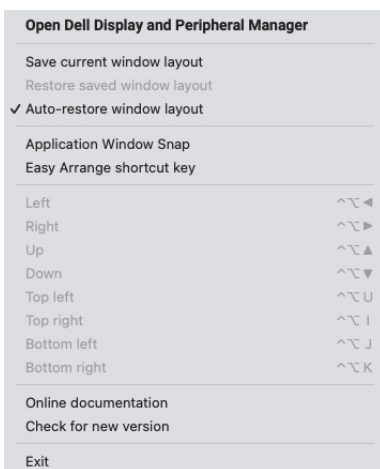 Open Dell Display and Peripheral Manager
Save current window layout
Restore saved window layout
✓ Auto-restore window layout
Application Window Snap
Easy Arrange shortcut key
Left ^⌥◀
Right ^⌥▶
Up ^⌥▲
Down ^⌥▼
Top left ^⌥U
Top right ^⌥I
Bottom left ^⌥J
Bottom right ^⌥K
Online documentation
Check for new version
Exit